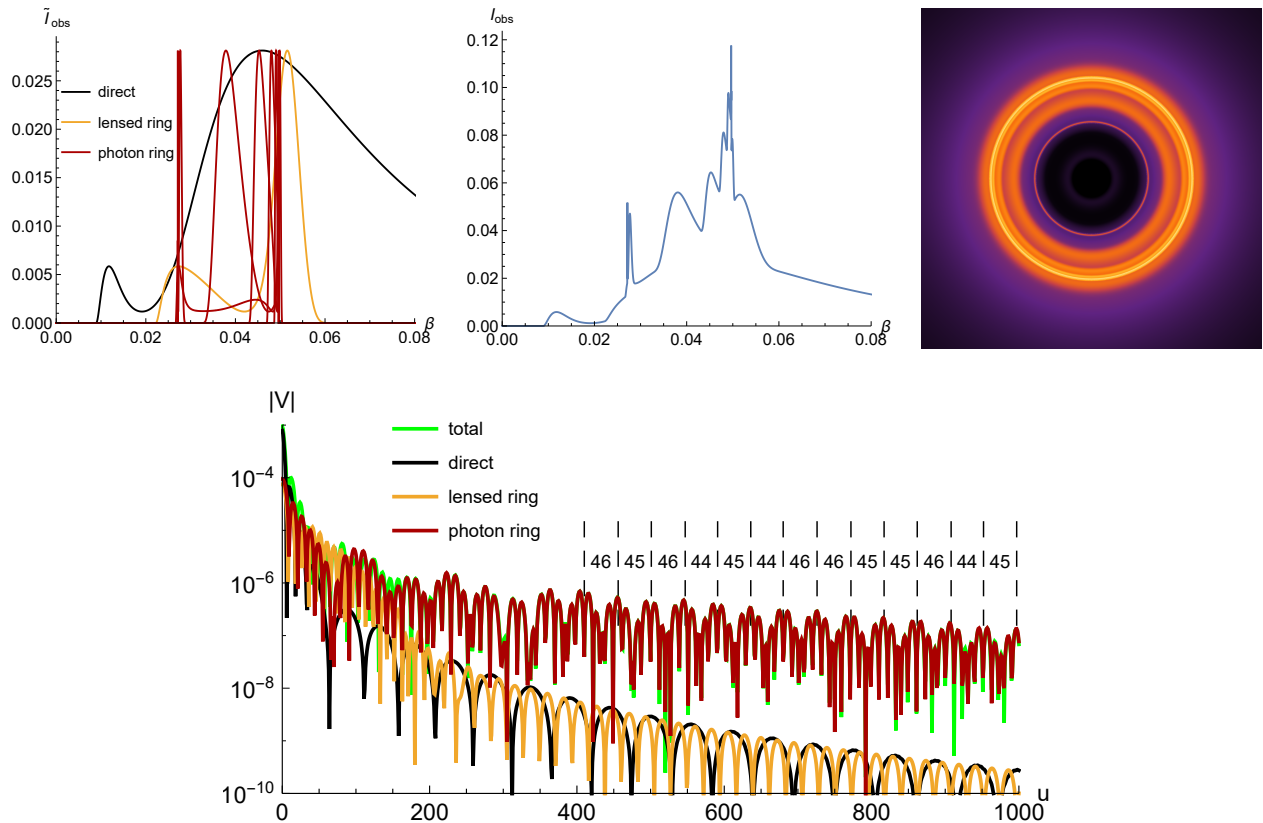 Ĩobs
0.025
0.020
0.015
0.010
0.005
0.000
0.00 0.02 0.04 0.06 0.08
β
direct
lensed ring
photon ring
Iobs
0.12
0.10
0.08
0.06
0.04
0.02
0.00
0.00 0.02 0.04 0.06 0.08
β
|V|
total
direct
lensed ring
photon ring
10⁻⁴
10⁻⁶
10⁻⁸
10⁻¹⁰
46 45 46 44 45 44 46 46 45 45 46 44 45
0 200 400 600 800 1000
u